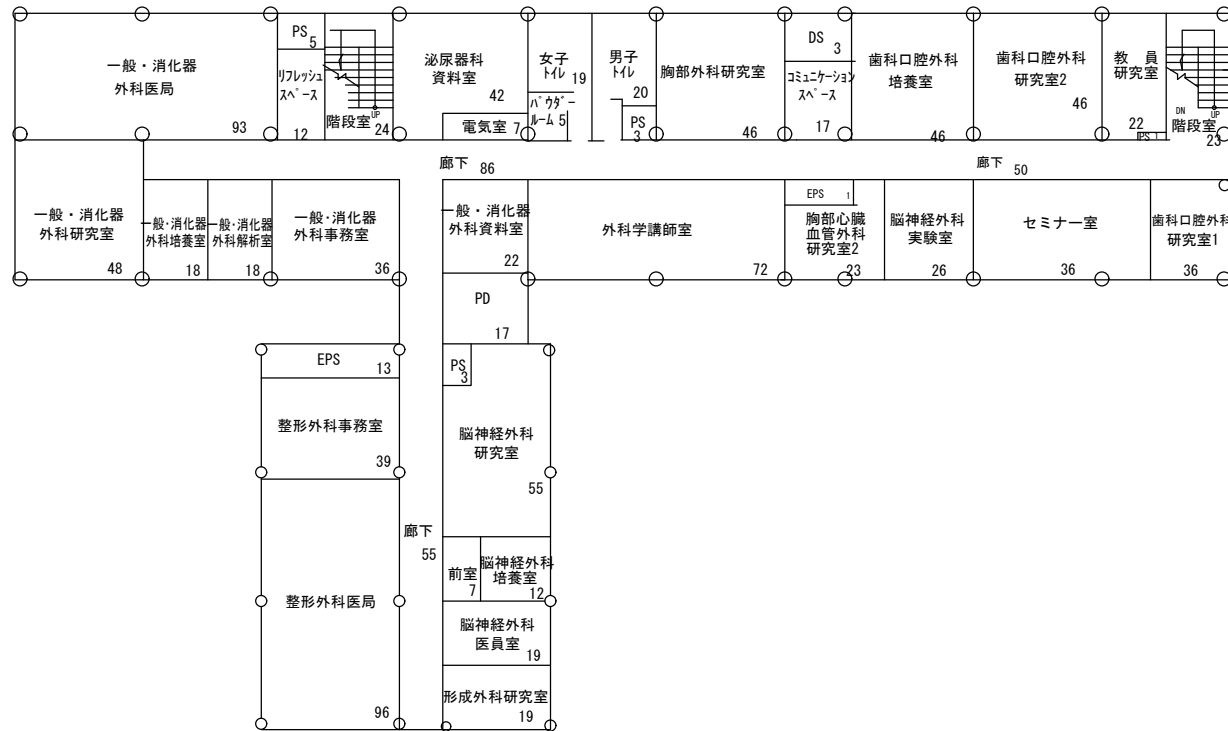 一般・消化器
外科医局
93
PS
5
リフレッシュ
スペース
12
階段室
UP
24
泌尿器科
資料室
42
電気室
7
女子
トイレ
19
パウダー
ルーム
5
男子
トイレ
20
PS
3
胸部外科研究室
46
DS
3
コミュニケーション
スペース
17
歯科口腔外科
培養室
46
歯科口腔外科
研究室2
46
教員
研究室
22
PS
1
DN
UP
階段室
23
廊下
86
廊下
50
一般・消化器
外科研究室
48
一般・消化器
外科培養室
18
一般・消化器
外科解析室
18
一般・消化器
外科事務室
36
一般・消化器
外科資料室
22
外科学講師室
72
EPS
1
胸部心臓
血管外科
研究室2
23
脳神経外科
実験室
26
セミナー室
36
歯科口腔外科
研究室1
36
PD
17
EPS
13
PS
3
整形外科事務室
39
脳神経外科
研究室
55
廊下
55
前室
7
脳神経外科
培養室
12
整形外科医局
96
脳神経外科
医員室
19
形成外科研究室
19